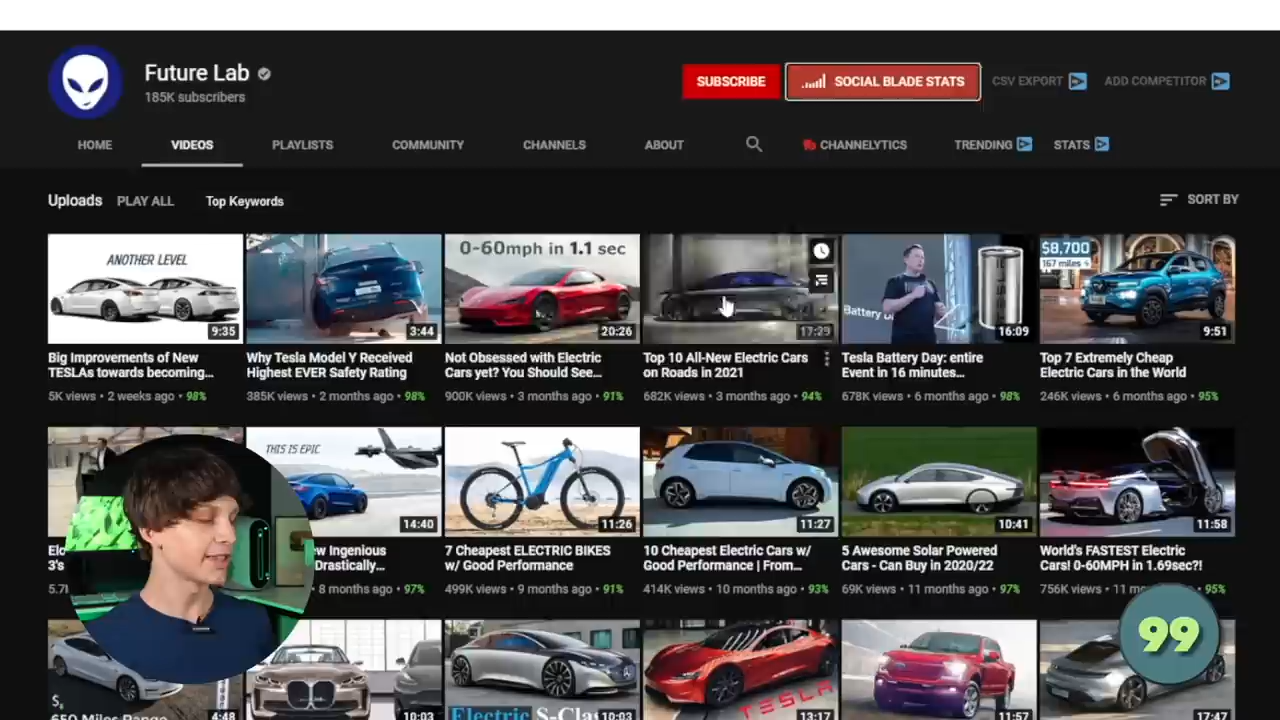 Future Lab
185K subscribers
SUBSCRIBE
SOCIAL BLADE STATS
CSV EXPORT
ADD COMPETITOR
HOME
VIDEOS
PLAYLISTS
COMMUNITY
CHANNELS
ABOUT
CHANNELYTICS
TRENDING
STATS
Uploads
PLAY ALL
Top Keywords
SORT BY
ANOTHER LEVEL
9:35
3:44
0-60mph in 1.1 sec
20:26
17:29
Battery
16:09
$8,700
167 miles
9:51
Big Improvements of New
TESLAs towards becoming...
5K views • 2 weeks ago • 98%
Why Tesla Model Y Received
Highest EVER Safety Rating
385K views • 2 months ago • 98%
Not Obsessed with Electric
Cars yet? You Should See...
900K views • 3 months ago • 91%
Top 10 All-New Electric Cars
on Roads in 2021
682K views • 3 months ago • 94%
Tesla Battery Day: entire
Event in 16 minutes...
678K views • 6 months ago • 98%
Top 7 Extremely Cheap
Electric Cars in the World
246K views • 6 months ago • 95%
THIS IS EPIC
14:40
11:26
11:27
10:41
11:58
Ingenious
Drastically...
8 months ago • 97%
7 Cheapest ELECTRIC BIKES
w/ Good Performance
499K views • 9 months ago • 91%
10 Cheapest Electric Cars w/
Good Performance | From...
414K views • 10 months ago • 93%
5 Awesome Solar Powered
Cars - Can Buy in 2020/22
69K views • 11 months ago • 97%
World's FASTEST Electric
Cars! 0-60MPH in 1.69sec?!
756K views • 11 95%
99
650 Miles Range
4:48
10:03
Electric S-Clas
10:03
TESLA
13:17
11:57
17:47